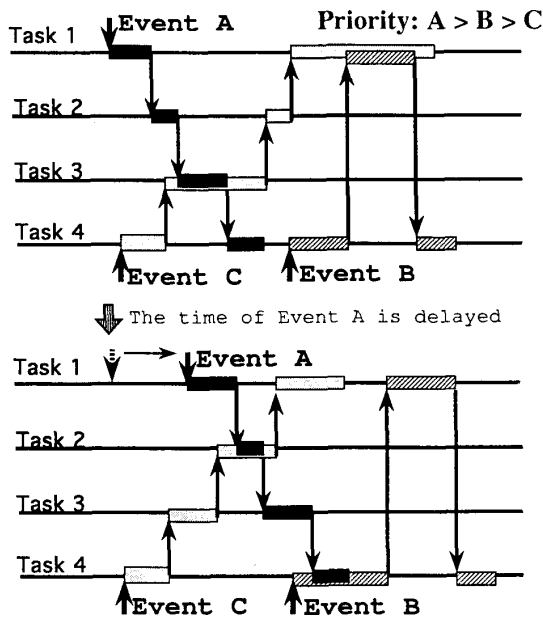 Event A
Priority: A > B > C
Task 1
Task 2
Task 3
Task 4
Event C
Event B
The time of Event A is delayed
Event A
Task 1
Task 2
Task 3
Task 4
Event C
Event B